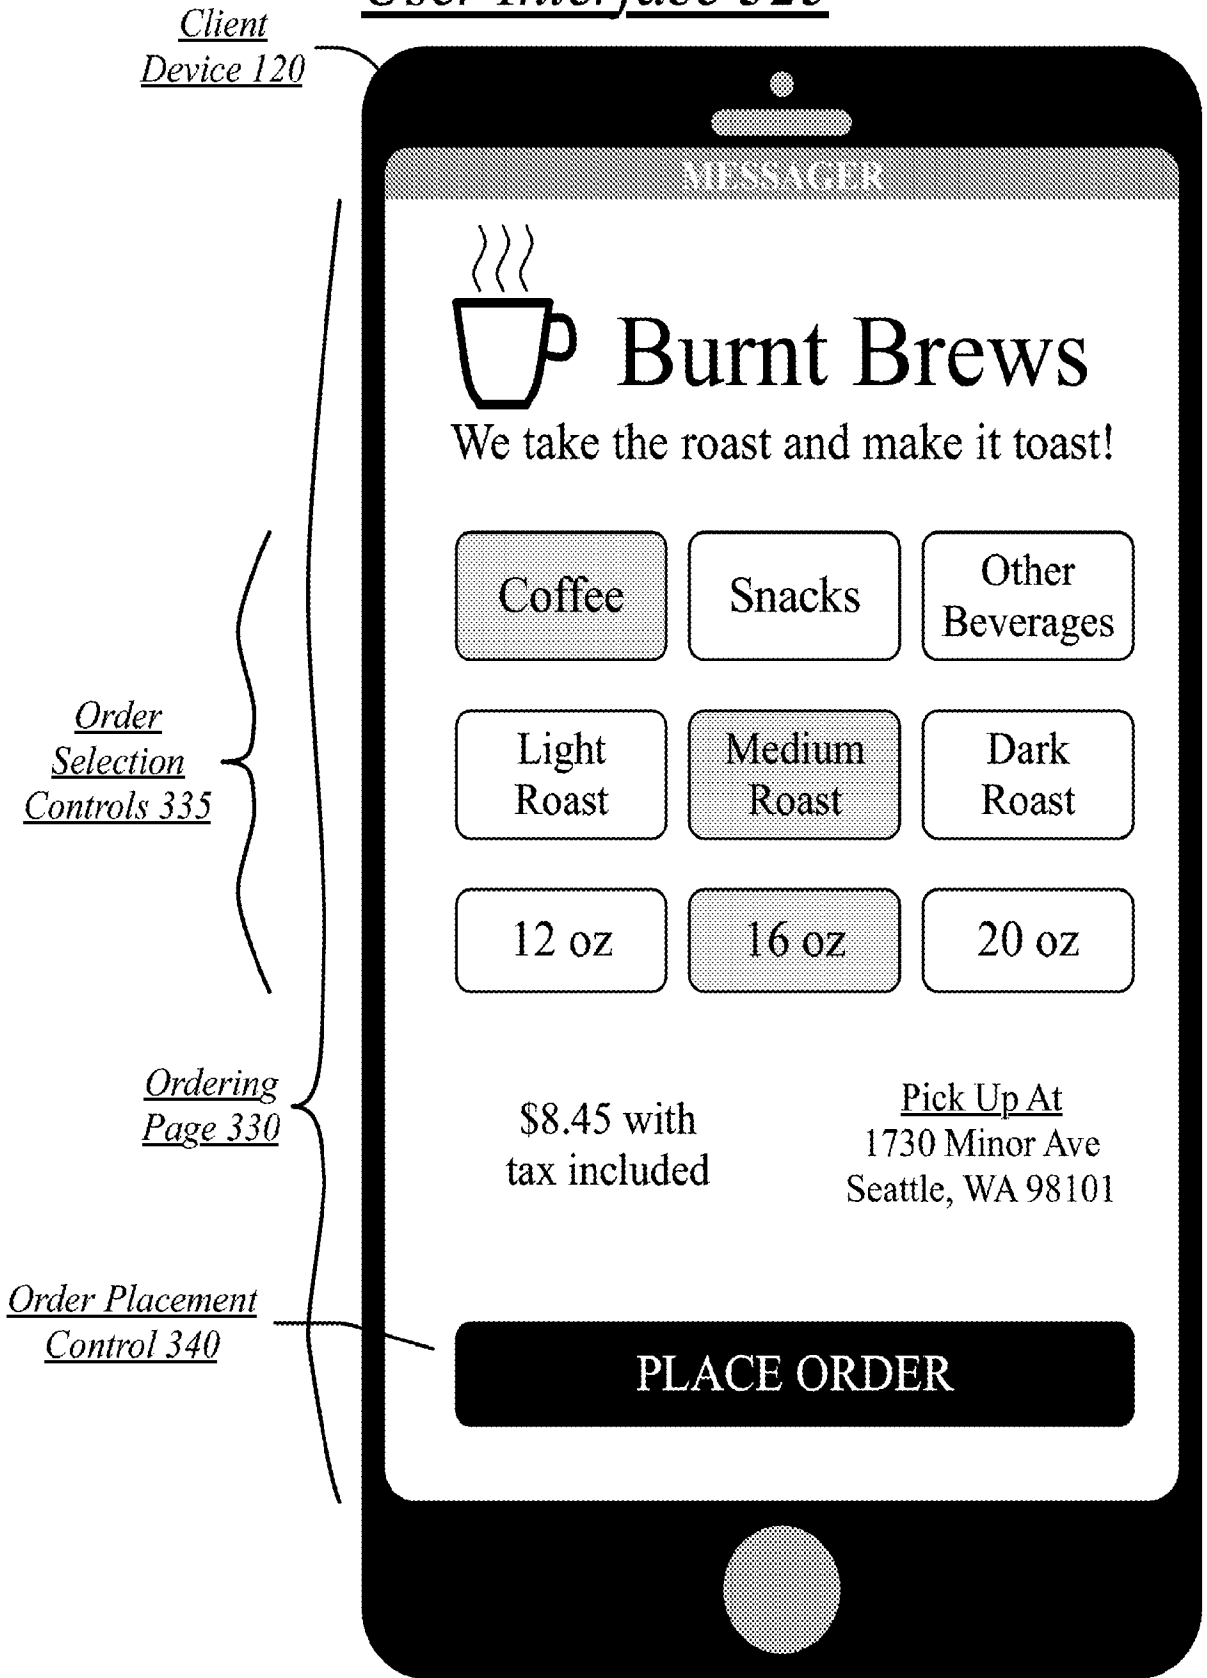 User Interface 325
Client
Device 120
MESSAGER
Burnt Brews
We take the roast and make it toast!
Coffee
Snacks
Other
Beverages
Order
Selection
Controls 335
Light
Roast
Medium
Roast
Dark
Roast
12 oz
16 oz
20 oz
Ordering
Page 330
$8.45 with
tax included
Pick Up At
1730 Minor Ave
Seattle, WA 98101
Order Placement
Control 340
PLACE ORDER